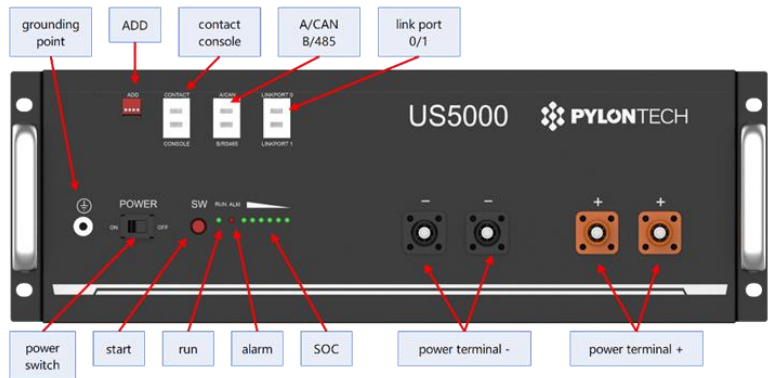 grounding
point
ADD
contact
console
A/CAN
B/485
link port
0/1
ADD
CONTACT
A/CAN
LINKPORT 0
CONSOLE
B/RS485
LINKPORT 1
US5000
PYLONTECH
POWER
ON
OFF
SW
RUN
ALM
−
−
+
+
power
switch
start
run
alarm
SOC
power terminal -
power terminal +